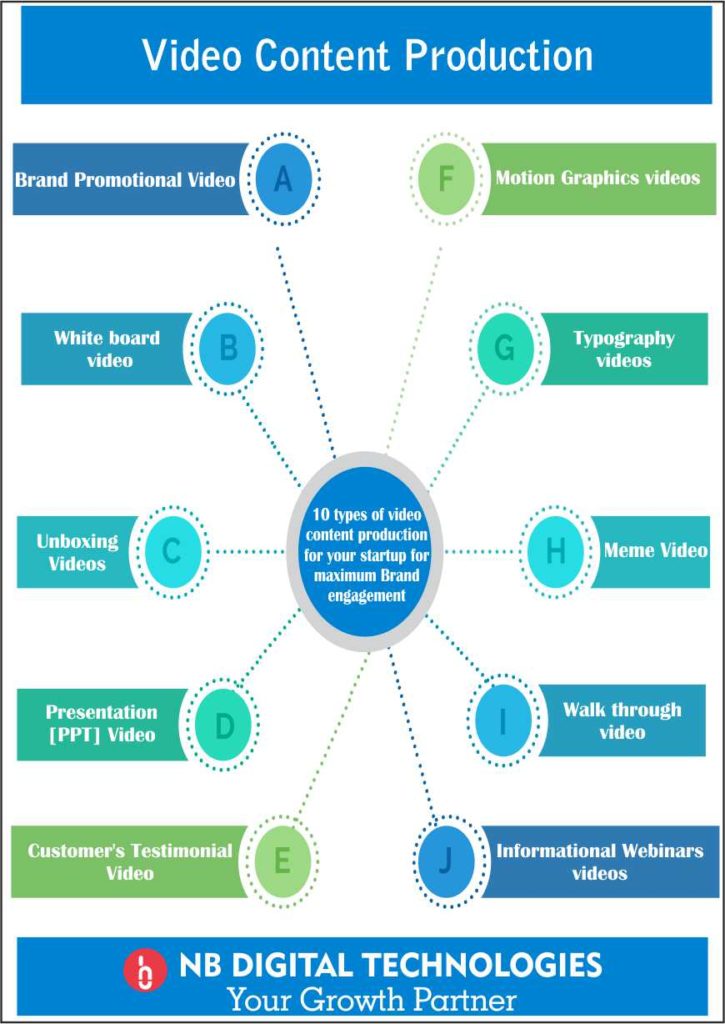 Video Content Production
Brand Promotional Video
A
White board
video
B
Unboxing
Videos
C
Presentation
[PPT] Video
D
Customer's Testimonial
Video
E
10 types of video
content production
for your startup for
maximum Brand
engagement
F
Motion Graphics videos
G
Typography
videos
H
Meme Video
I
Walk through
video
J
Informational Webinars
videos
NB DIGITAL TECHNOLOGIES
Your Growth Partner